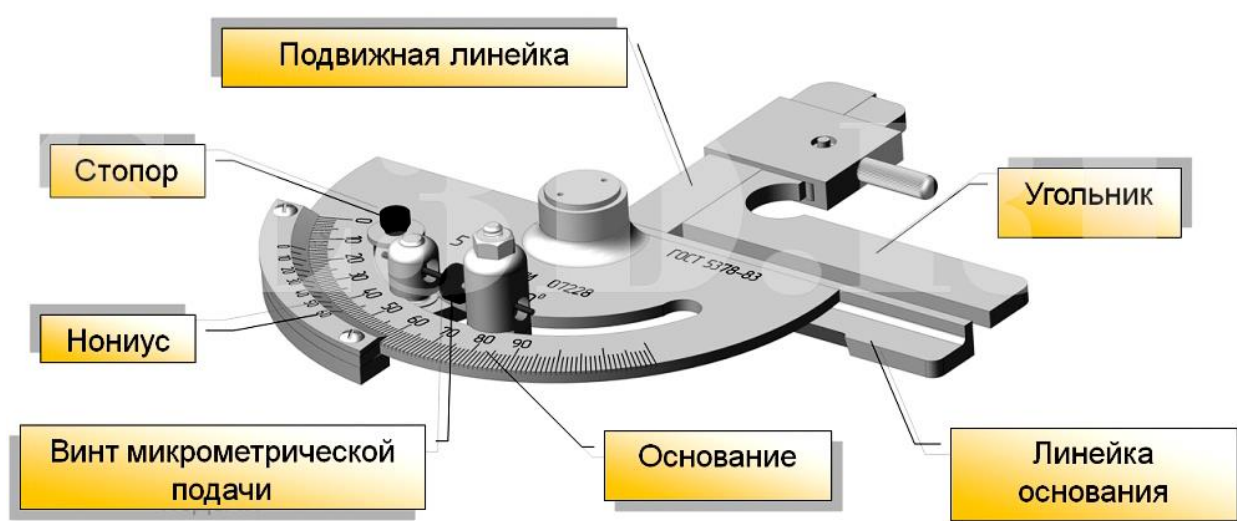 Подвижная линейка
Стопор
Угольник
0 10 20 30 40 50 60 70 80 90
5
ГОСТ 5378-83
07228
Нониус
Винт микрометрической
подачи
Основание
Линейка
основания